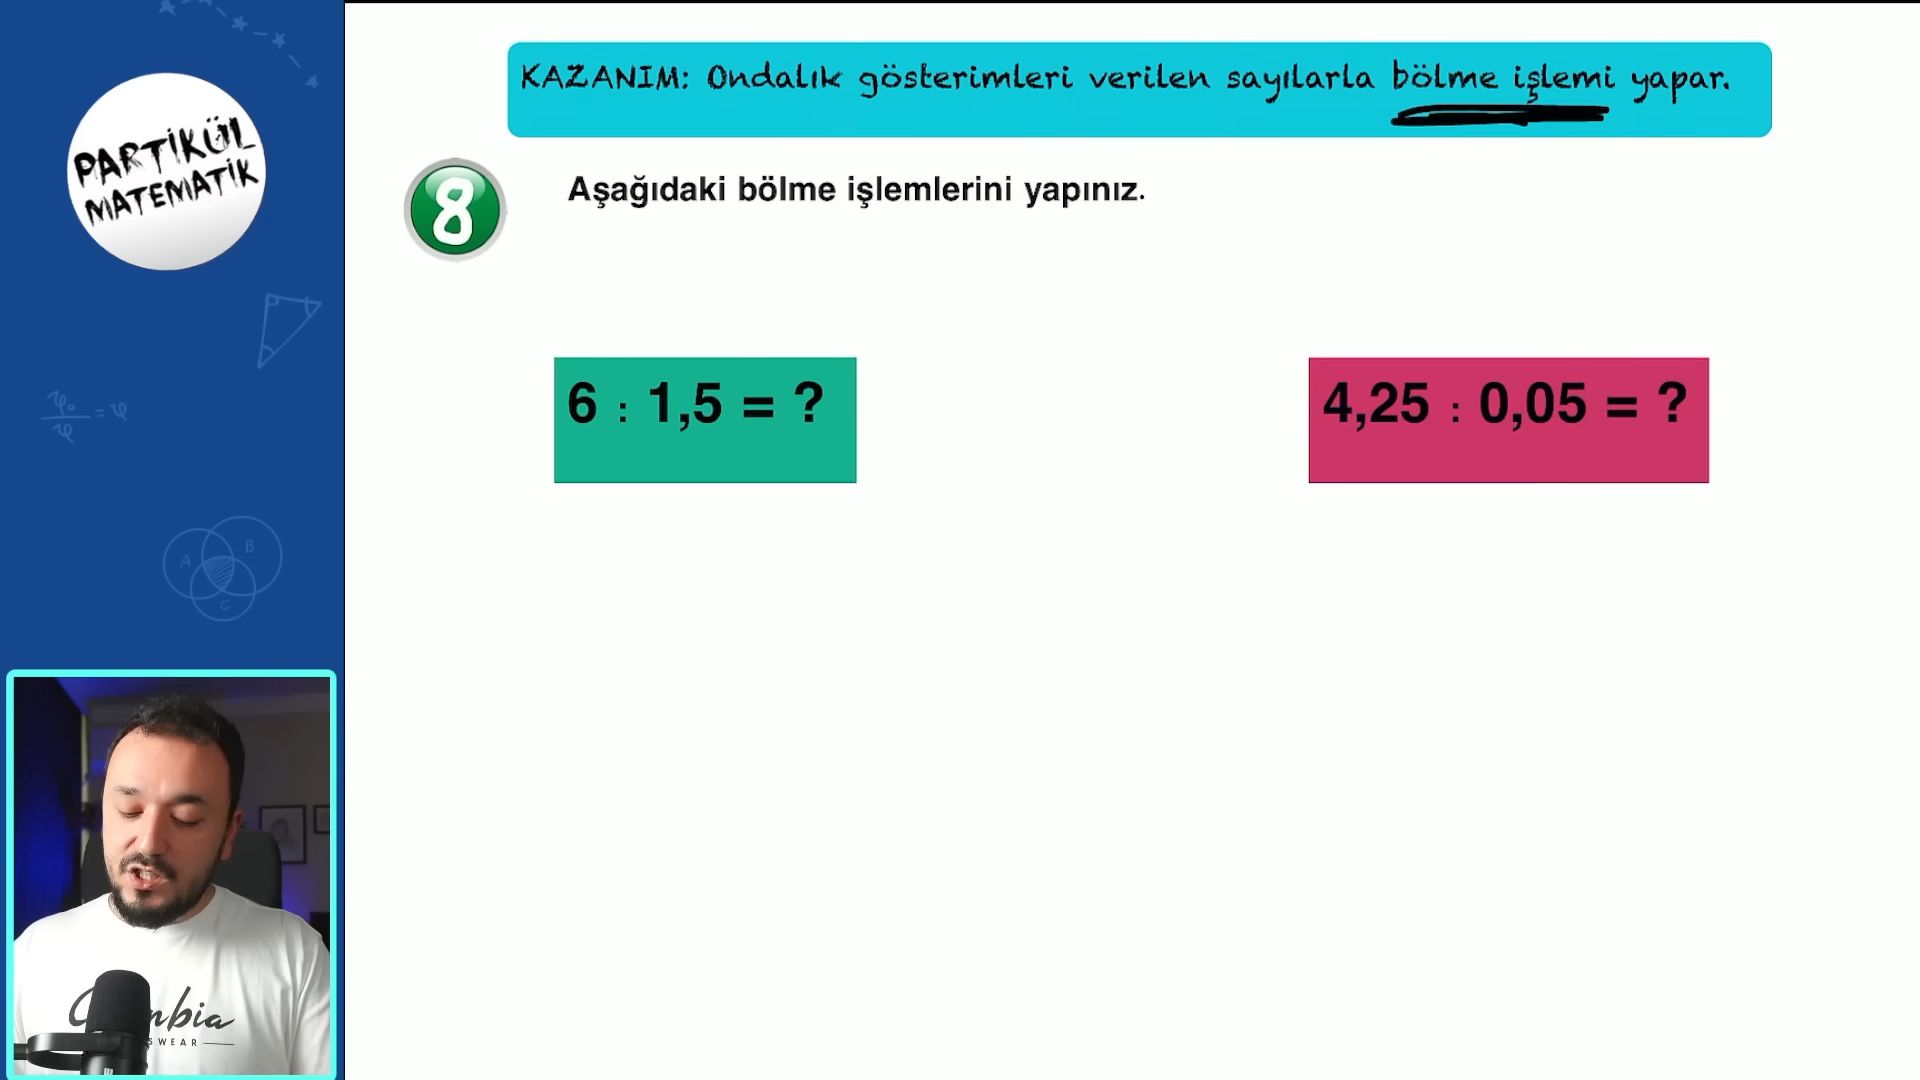 PARTİKÜL
MATEMATİK
KAZANIM: Ondalık gösterimleri verilen sayılarla bölme işlemi yapar.
8
Aşağıdaki bölme işlemlerini yapınız.
6 : 1,5 = ?
4,25 : 0,05 = ?
A
B
C